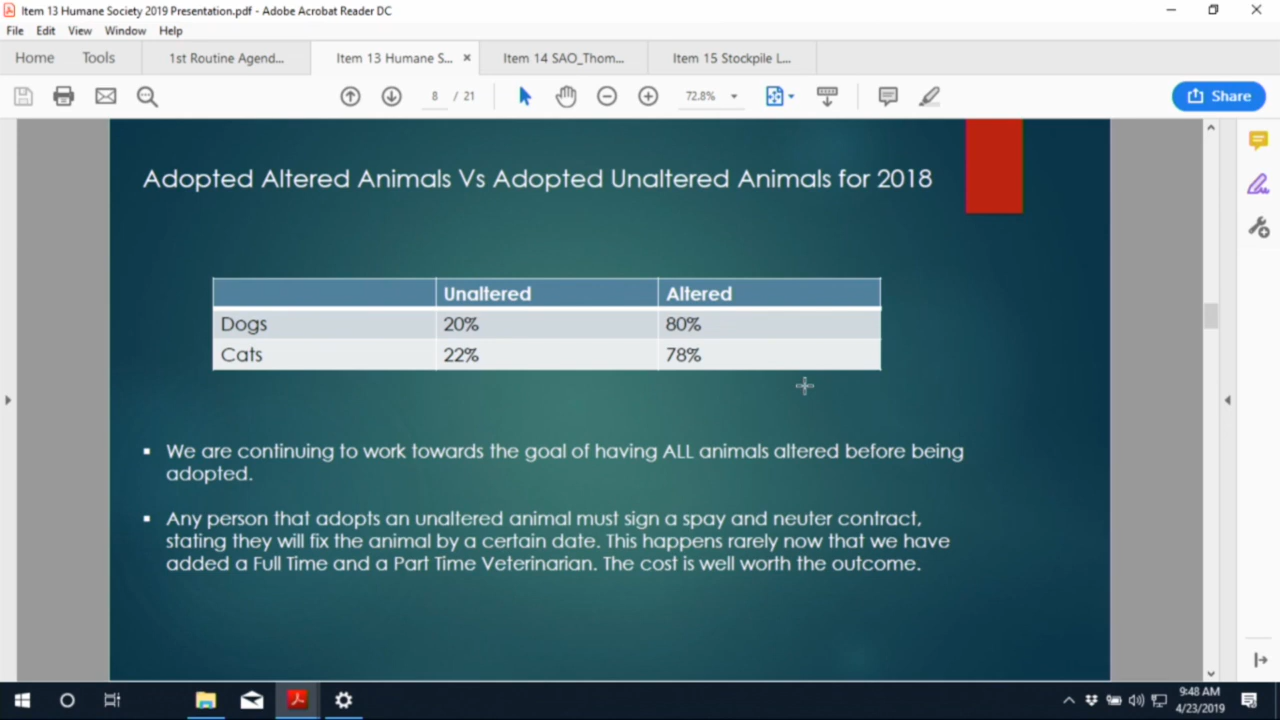 Item 13 Humane Society 2019 Presentation.pdf - Adobe Acrobat Reader DC
File Edit View Window Help
Home Tools 1st Routine Agend... Item 13 Humane S... × Item 14 SAO_Thom... Item 15 Stockpile L...
8 / 21 72.8% Share
Adopted Altered Animals Vs Adopted Unaltered Animals for 2018
Unaltered Altered
Dogs 20% 80%
Cats 22% 78%
▪ We are continuing to work towards the goal of having ALL animals altered before being
adopted.
▪ Any person that adopts an unaltered animal must sign a spay and neuter contract,
stating they will fix the animal by a certain date. This happens rarely now that we have
added a Full Time and a Part Time Veterinarian. The cost is well worth the outcome.
9:48 AM
4/23/2019